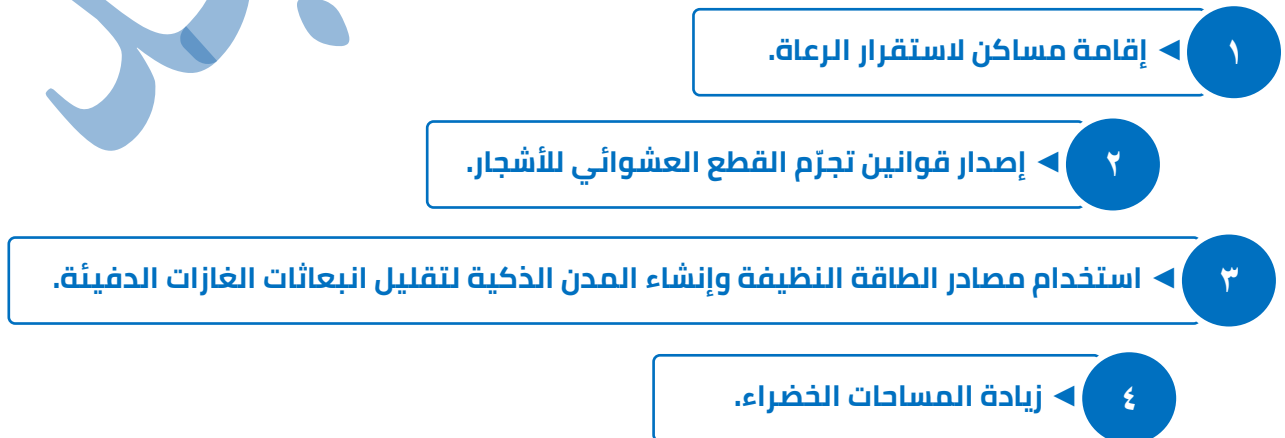 ١ إقامة مساكن لاستقرار الرعاة.
٢ إصدار قوانين تجرّم القطع العشوائي للأشجار.
٣ استخدام مصادر الطاقة النظيفة وإنشاء المدن الذكية لتقليل انبعاثات الغازات الدفيئة.
٤ زيادة المساحات الخضراء.